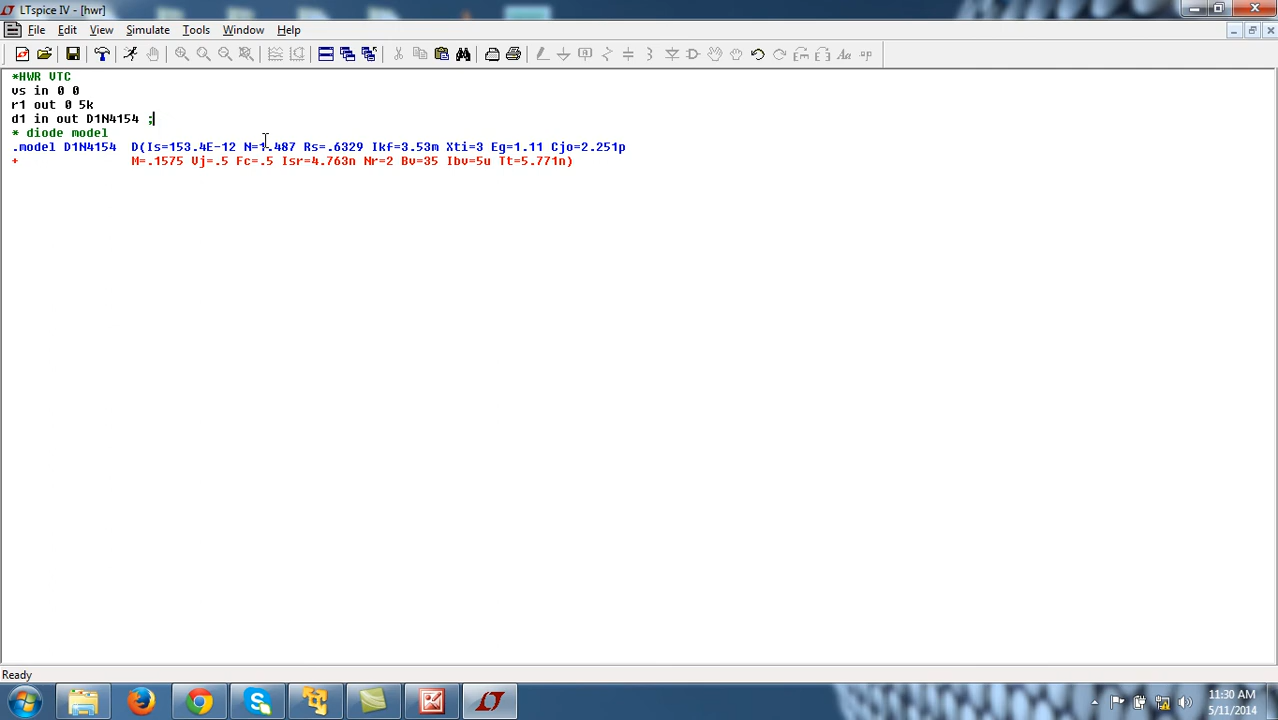 LTspice IV - [hwr]
File Edit View Simulate Tools Window Help
*HWR VTC
vs in 0 0
r1 out 0 5k
d1 in out D1N4154 ;
* diode model
.model D1N4154 D(Is=153.4E-12 N=1.487 Rs=.6329 Ikf=3.53m Xti=3 Eg=1.11 Cjo=2.251p
+ M=.1575 Vj=.5 Fc=.5 Isr=4.763n Nr=2 Bv=35 Ibv=5u Tt=5.771n)
Ready
11:30 AM
5/11/2014